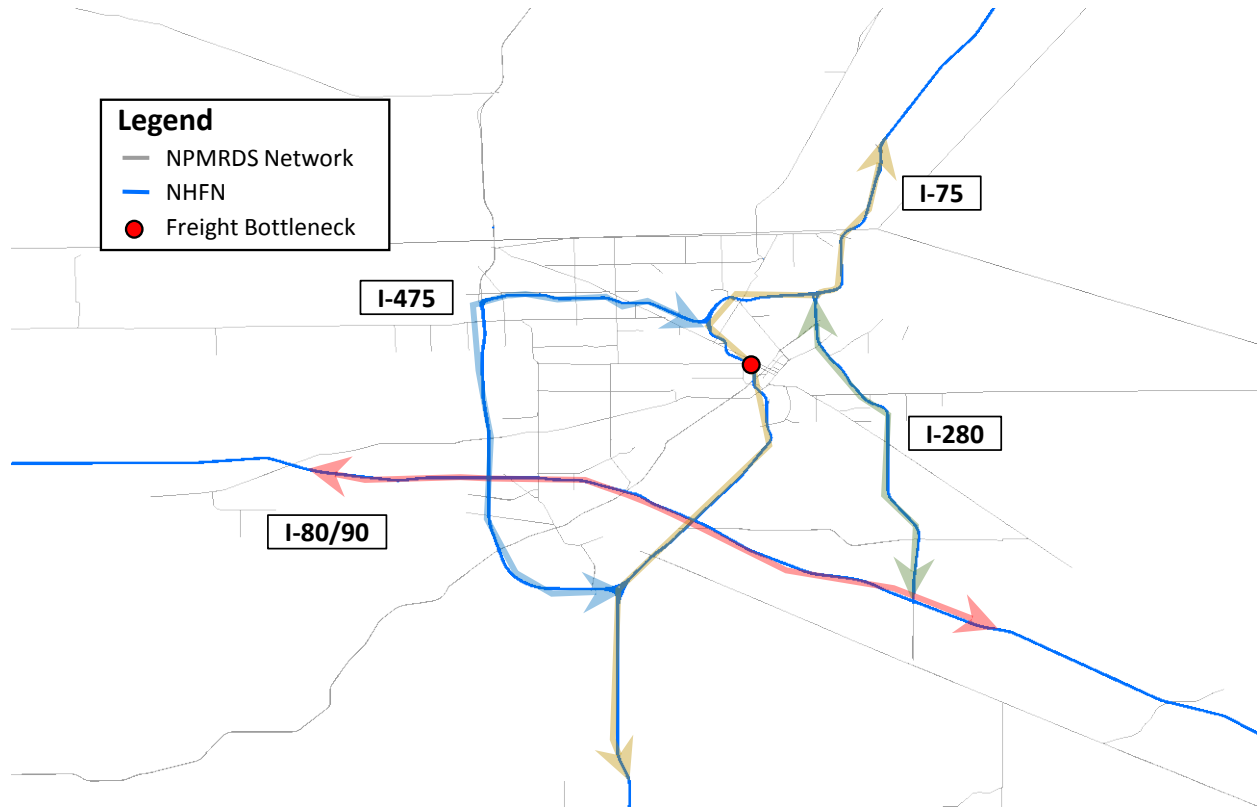 Legend
NPMRDS Network
NHFN
Freight Bottleneck
I-75
I-475
I-280
I-80/90